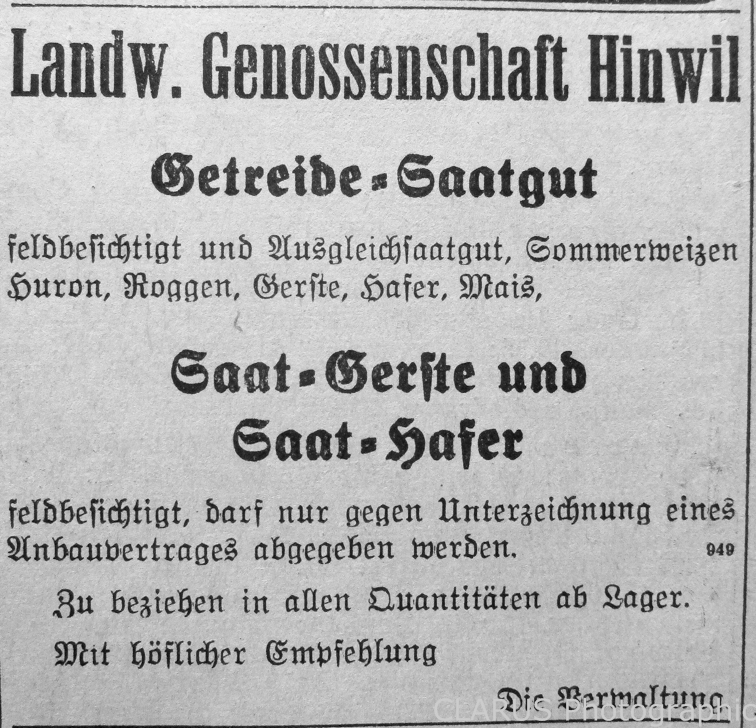 Landw. Genossenschaft Hinwil
Getreide-Saatgut
feldbesichtigt und Ausgleichsaatgut, Sommerweizen
Huron, Roggen, Gerste, Hafer, Mais,
Saat-Gerste und
Saat-Hafer
feldbesichtigt, darf nur gegen Unterzeichnung eines
Anbauvertrages abgegeben werden. 949
Zu beziehen in allen Quantitäten ab Lager.
Mit höflicher Empfehlung
Die Verwaltung
CLARUS Photographic